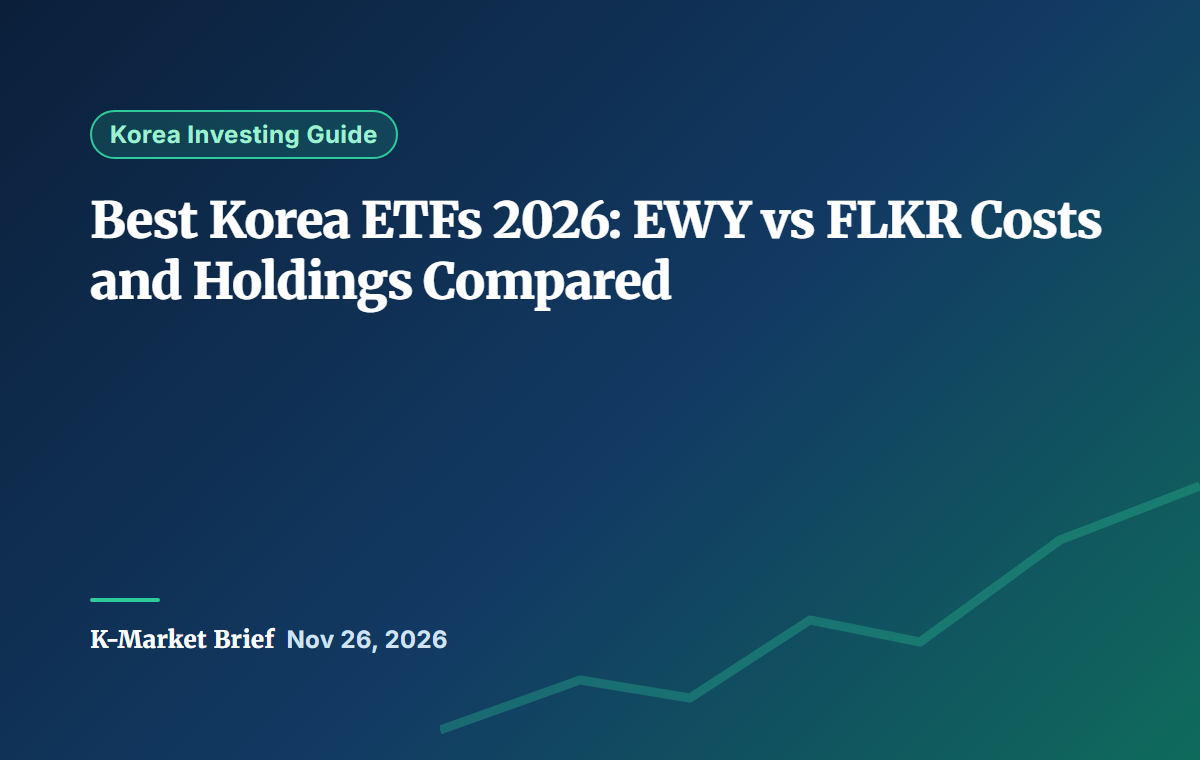 Korea Investing Guide
Best Korea ETFs 2026: EWY vs FLKR Costs
and Holdings Compared
K-Market Brief Nov 26, 2026